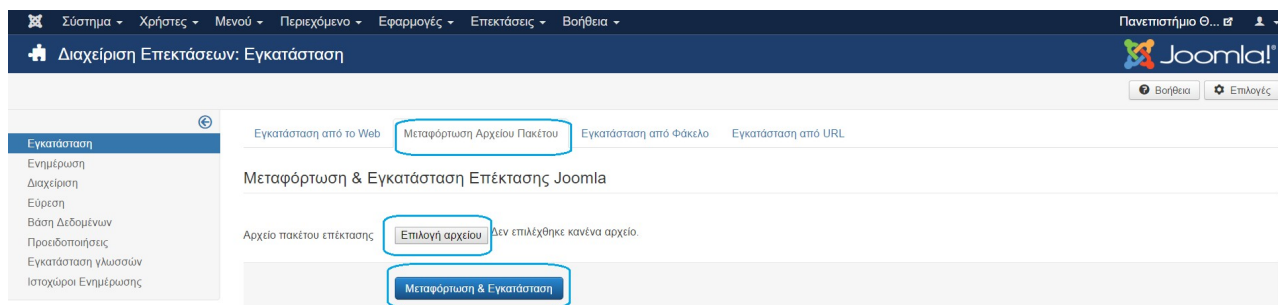 Σύστημα Χρήστες Μενού Περιεχόμενο Εφαρμογές Επεκτάσεις Βοήθεια Πανεπιστήμιο Θ...
Διαχείριση Επεκτάσεων: Εγκατάσταση Joomla!
Βοήθεια Επιλογές
Εγκατάσταση από το Web Μεταφόρτωση Αρχείου Πακέτου Εγκατάσταση από Φάκελο Εγκατάσταση από URL
Εγκατάσταση
Ενημέρωση
Διαχείριση
Εύρεση
Βάση Δεδομένων
Προειδοποιήσεις
Εγκατάσταση γλωσσών
Ιστοχώροι Ενημέρωσης
Μεταφόρτωση & Εγκατάσταση Επέκτασης Joomla
Αρχείο πακέτου επέκτασης Επιλογή αρχείου Δεν επιλέχθηκε κανένα αρχείο.
Μεταφόρτωση & Εγκατάσταση